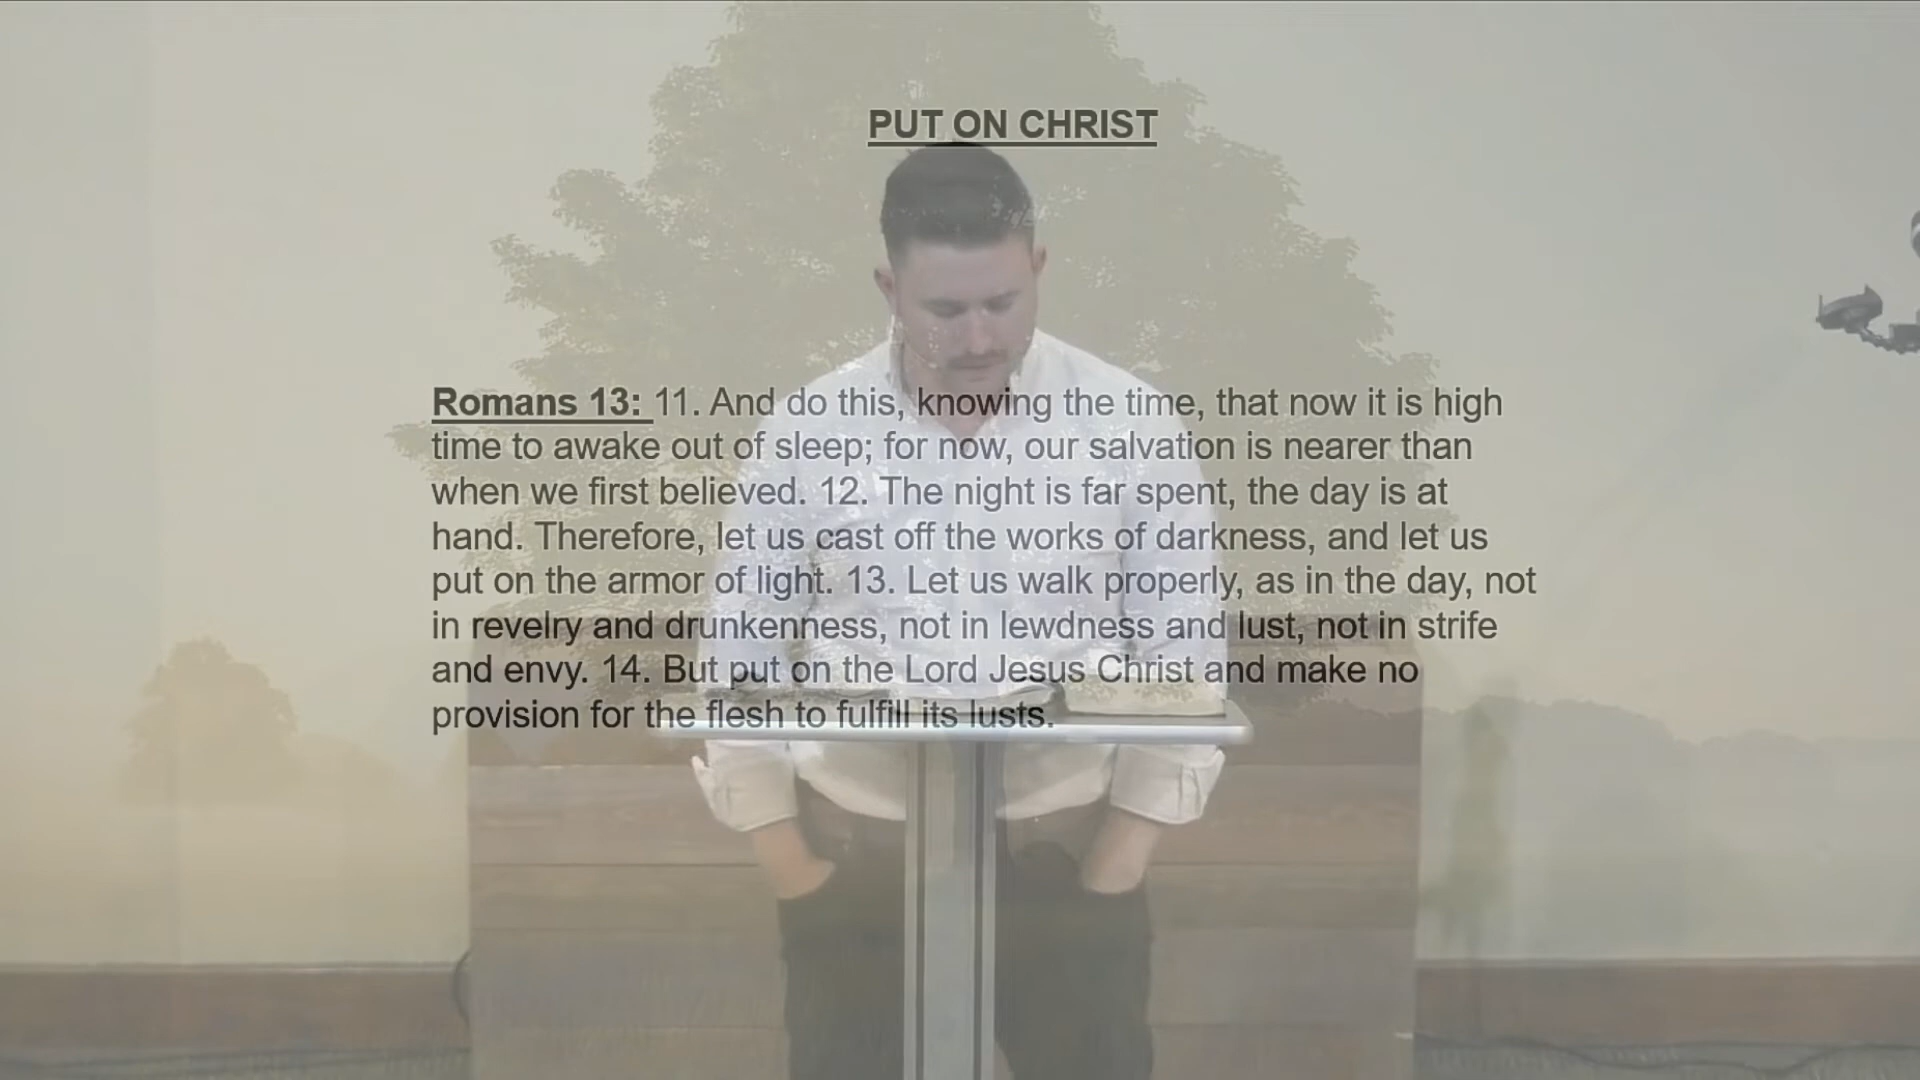 PUT ON CHRIST
Romans 13: 11. And do this, knowing the time, that now it is high
time to awake out of sleep; for now, our salvation is nearer than
when we first believed. 12. The night is far spent, the day is at
hand. Therefore, let us cast off the works of darkness, and let us
put on the armor of light. 13. Let us walk properly, as in the day, not
in revelry and drunkenness, not in lewdness and lust, not in strife
and envy. 14. But put on the Lord Jesus Christ and make no
provision for the flesh to fulfill its lusts.